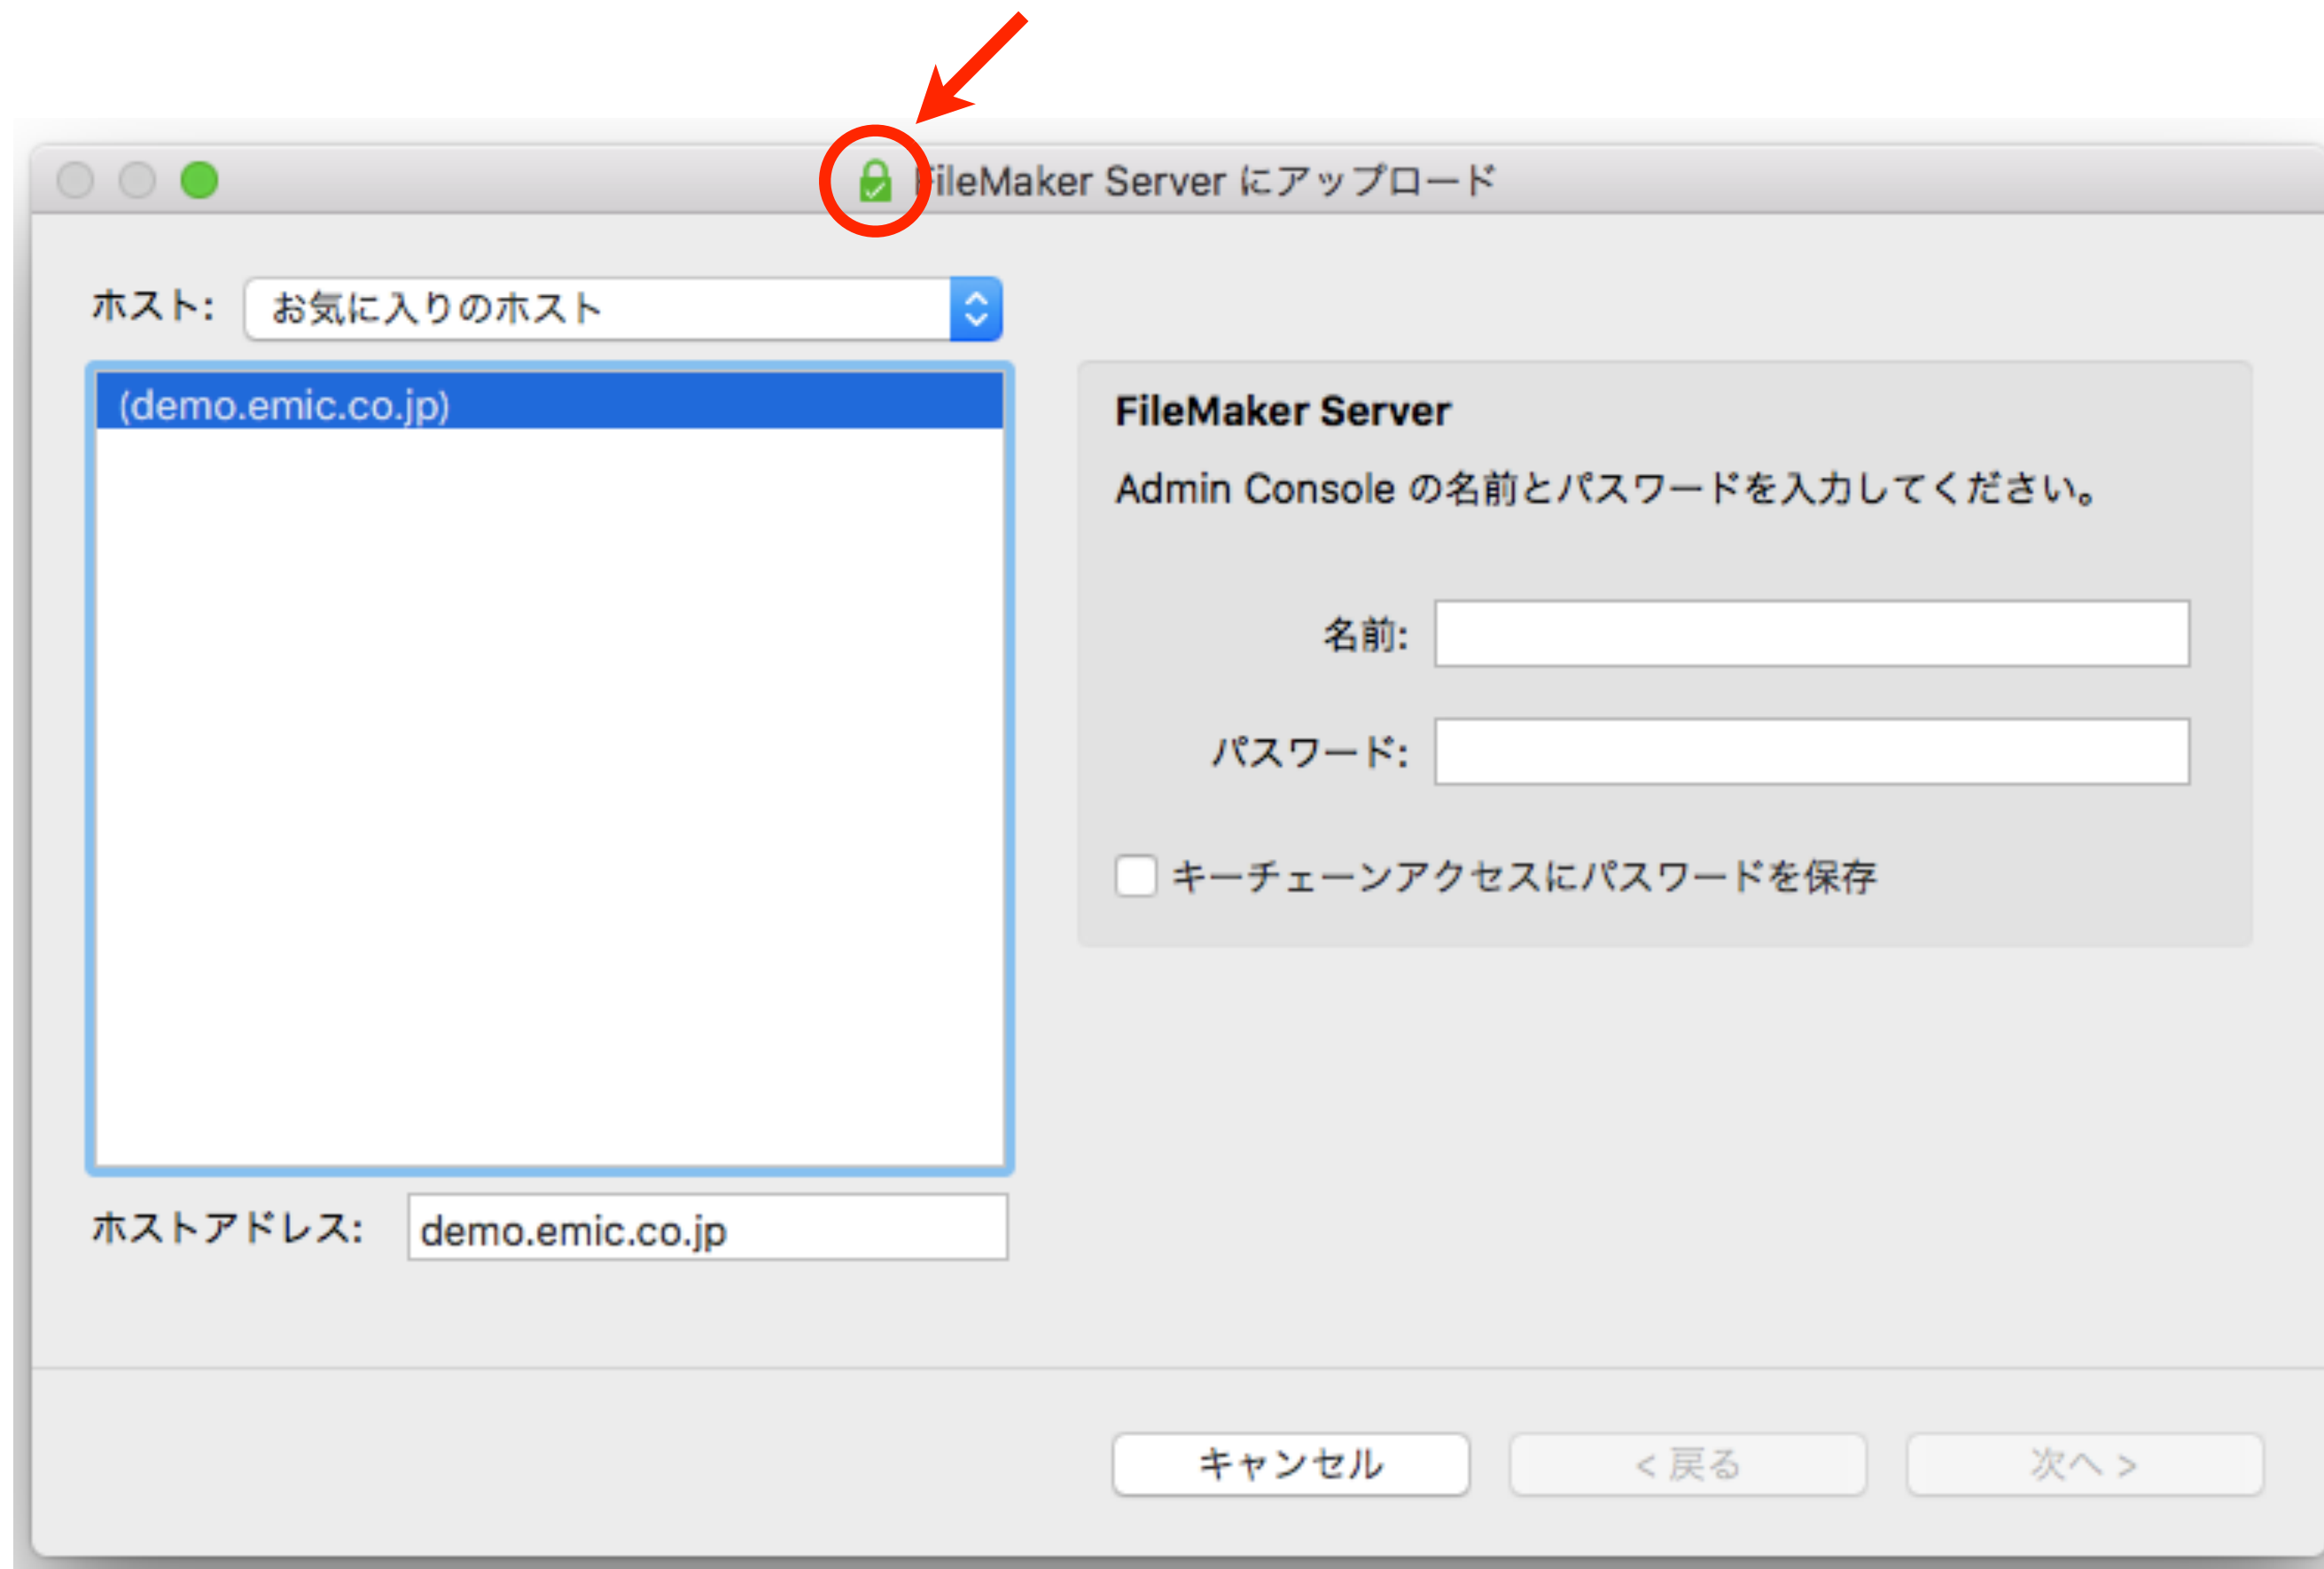 FileMaker Server にアップロード
ホスト: お気に入りのホスト
(demo.emic.co.jp)
FileMaker Server
Admin Console の名前とパスワードを入力してください。
名前:
パスワード:
キーチェーンアクセスにパスワードを保存
ホストアドレス: demo.emic.co.jp
キャンセル
< 戻る
次へ >